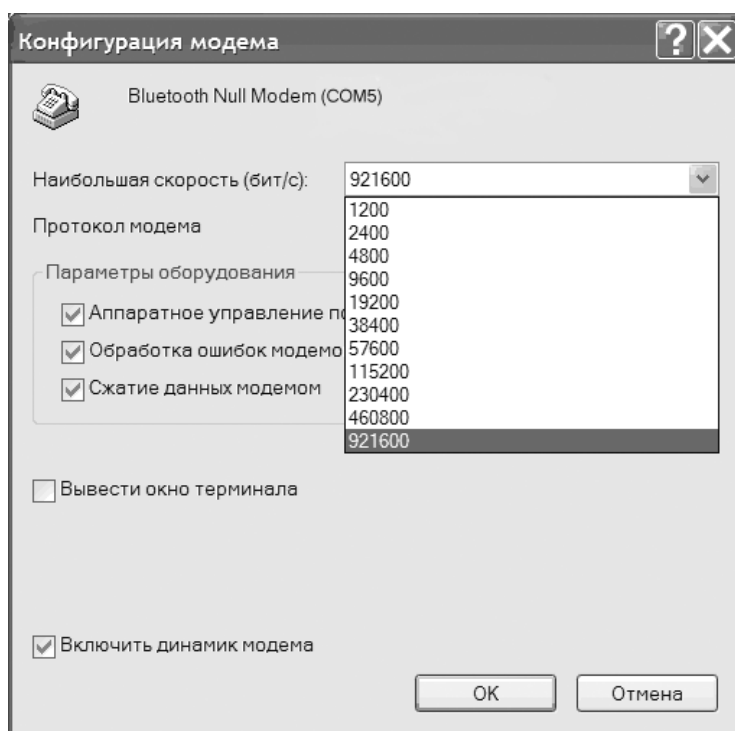 Конфигурация модема
Bluetooth Null Modem (COM5)
Наибольшая скорость (бит/с): 921600
1200
2400
4800
9600
19200
38400
57600
115200
230400
460800
921600
Протокол модема
Параметры оборудования
Аппаратное управление
Обработка ошибок
Сжатие данных модемом
Вывести окно терминала
Включить динамик модема
OK
Отмена